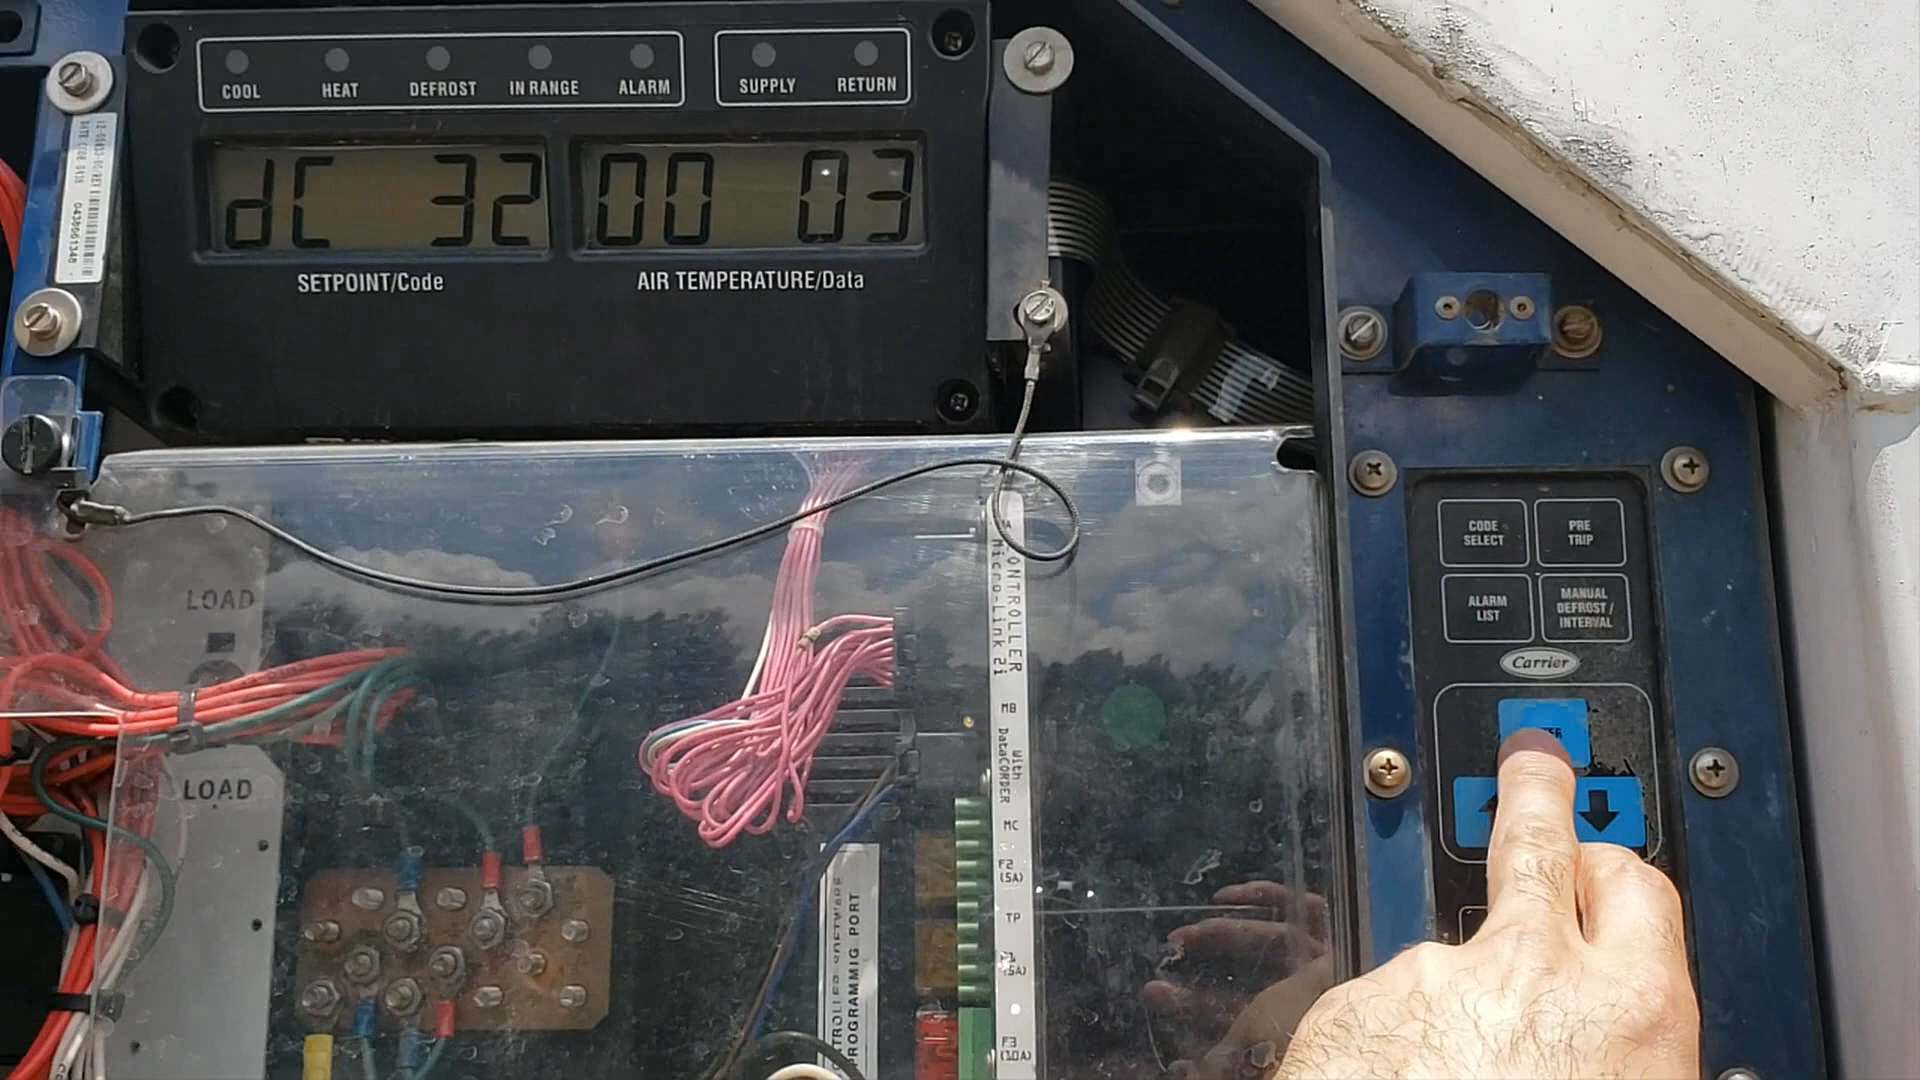 COOL HEAT DEFROST IN RANGE ALARM SUPPLY RETURN
dC 32 00 03
SETPOINT/Code AIR TEMPERATURE/Data
CODE SELECT
PRE TRIP
ALARM LIST
MANUAL DEFROST / INTERVAL
Carrier
LOAD
LOAD
Micro-Link 2i
MB
With DataCORDER
MC
F2 (5A)
TP
F3 (10A)
PROGRAMMIG PORT